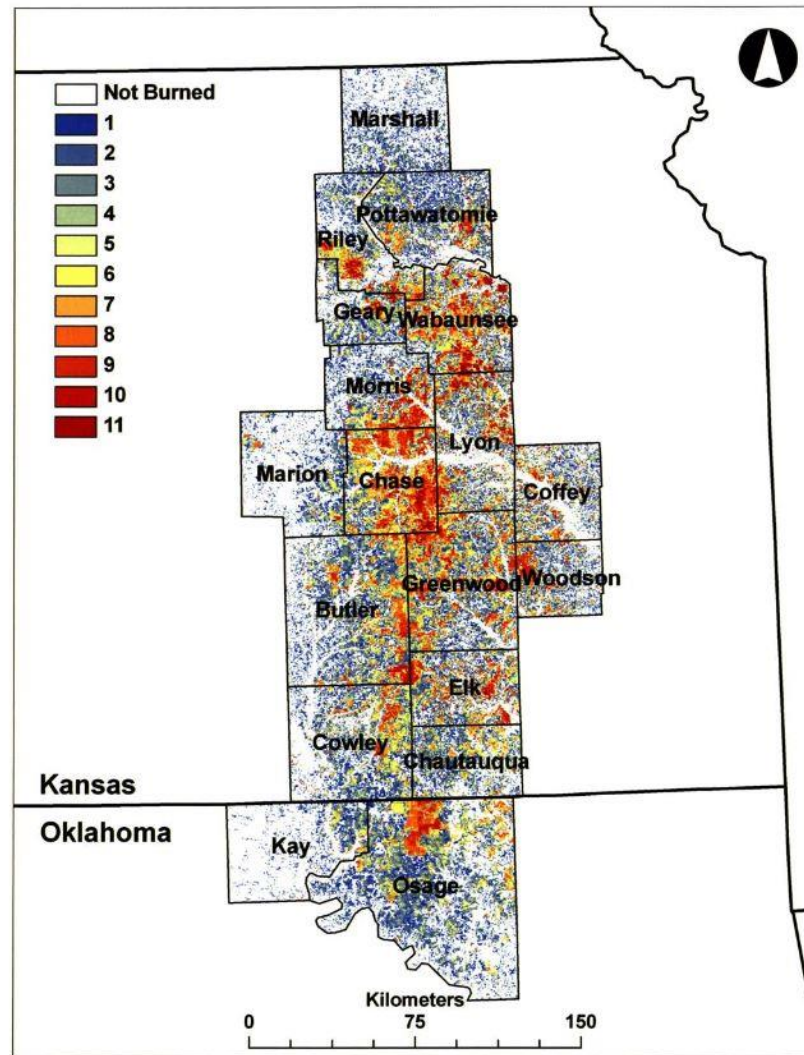 Not Burned
1
2
3
4
5
6
7
8
9
10
11
Marshall
Pottawatomie
Riley
Geary
Wabaunsee
Morris
Lyon
Marion
Chase
Coffey
Greenwood
Woodson
Butler
Elk
Cowley
Chautauqua
Kansas
Oklahoma
Kay
Osage
Kilometers
0 75 150